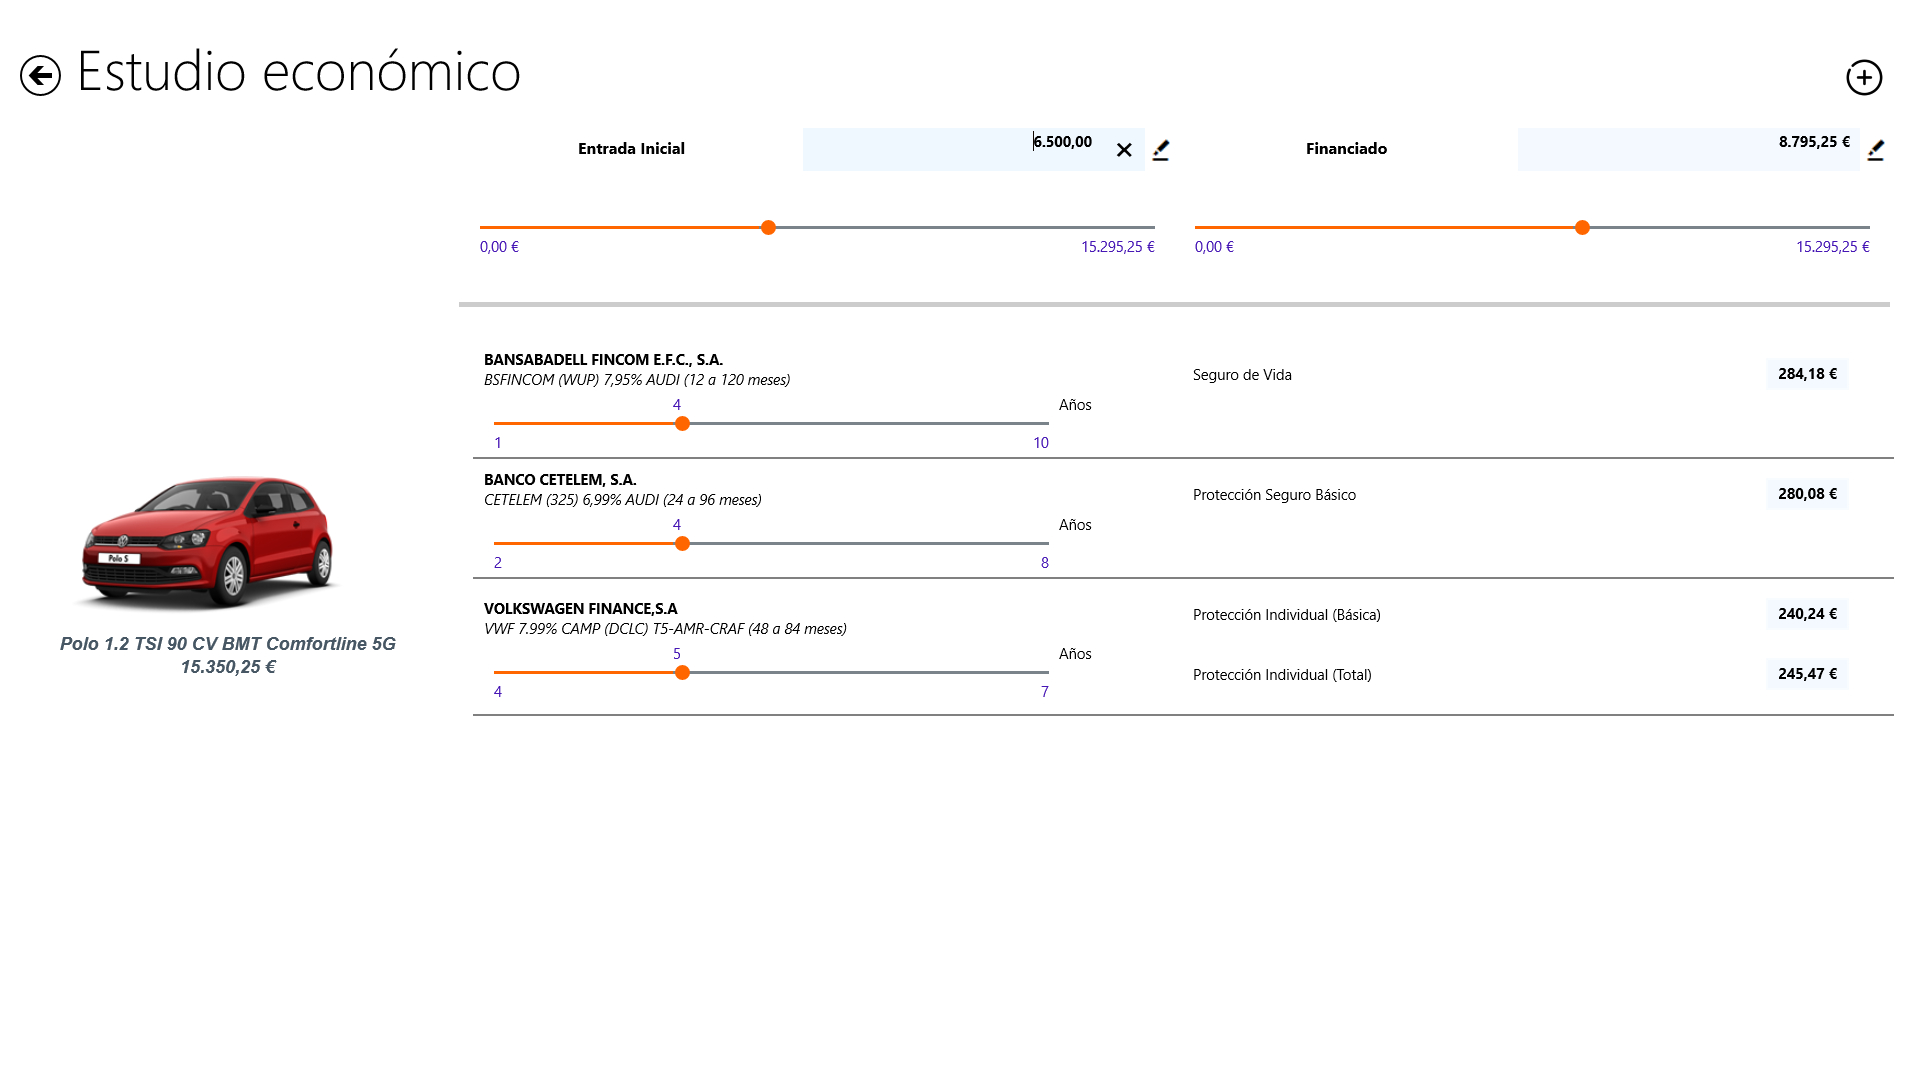 Estudio económico
Entrada Inicial
6.500,00
Financiado
8.795,25 €
0,00 €
15.295,25 €
0,00 €
15.295,25 €
BANSABADELL FINCOM E.F.C., S.A.
BSFINCOM (WUP) 7,95% AUDI (12 a 120 meses)
4
Años
1
10
Seguro de Vida
284,18 €
BANCO CETELEM, S.A.
CETELEM (325) 6,99% AUDI (24 a 96 meses)
4
Años
2
8
Protección Seguro Básico
280,08 €
VOLKSWAGEN FINANCE,S.A
VWF 7.99% CAMP (DCLC) T5-AMR-CRAF (48 a 84 meses)
5
Años
4
7
Protección Individual (Básica)
240,24 €
Protección Individual (Total)
245,47 €
Polo S
Polo 1.2 TSI 90 CV BMT Comfortline 5G
15.350,25 €